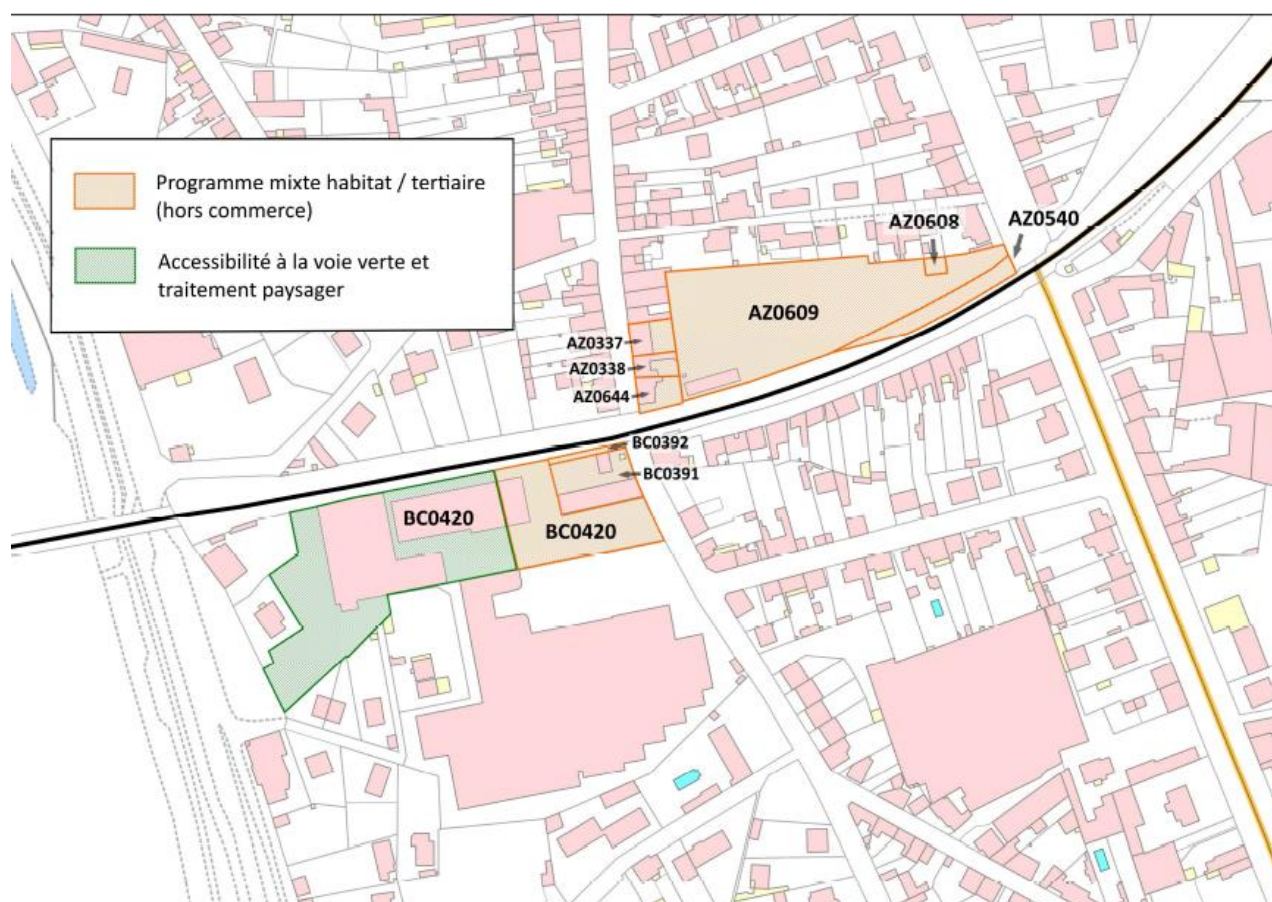 Programme mixte habitat / tertiaire
(hors commerce)
Accessibilité à la voie verte et
traitement paysager
AZ0608
AZ0540
AZ0609
AZ0337
AZ0338
AZ0644
BC0392
BC0391
BC0420
BC0420